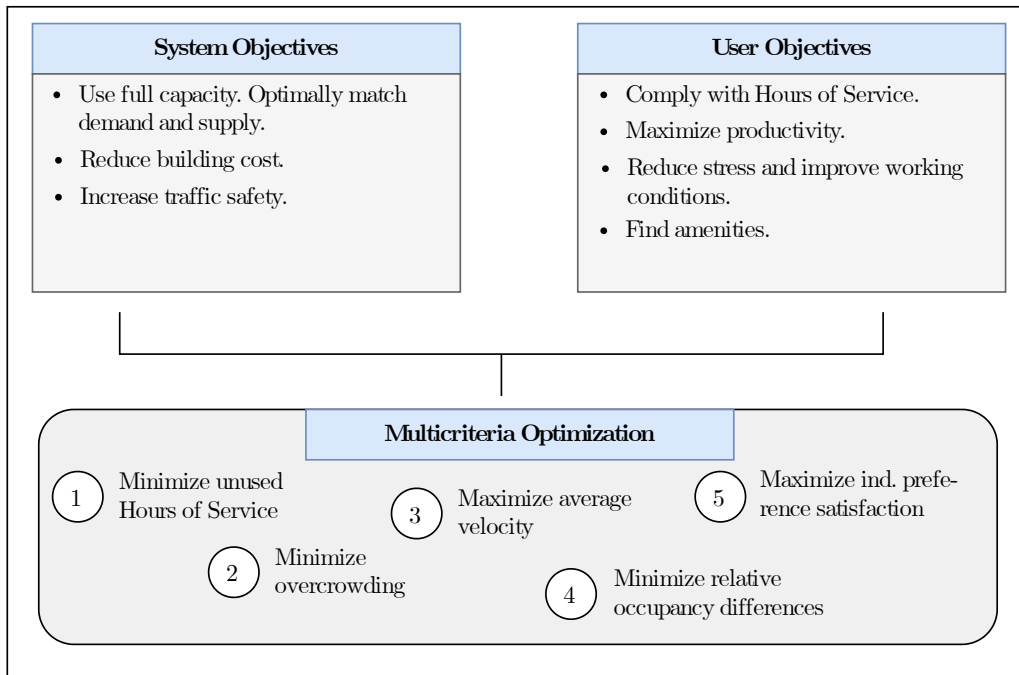 System Objectives
• Use full capacity. Optimally match
demand and supply.
• Reduce building cost.
• Increase traffic safety.
User Objectives
• Comply with Hours of Service.
• Maximize productivity.
• Reduce stress and improve working
conditions.
• Find amenities.
Multicriteria Optimization
1 Minimize unused
Hours of Service
2 Minimize
overcrowding
3 Maximize average
velocity
4 Minimize relative
occupancy differences
5 Maximize ind. prefe-
rence satisfaction